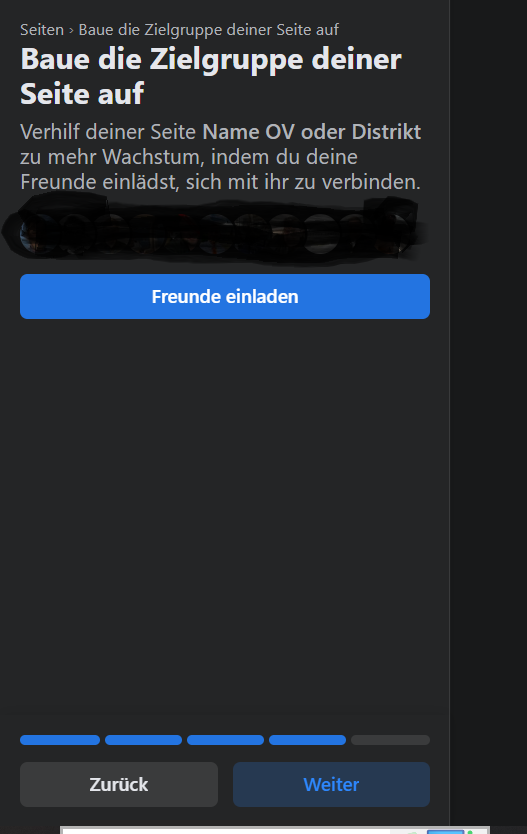 Seiten › Baue die Zielgruppe deiner Seite auf
Baue die Zielgruppe deiner
Seite auf
Verhilf deiner Seite Name OV oder Distrikt
zu mehr Wachstum, indem du deine
Freunde einlädst, sich mit ihr zu verbinden.
Freunde einladen
Zurück
Weiter